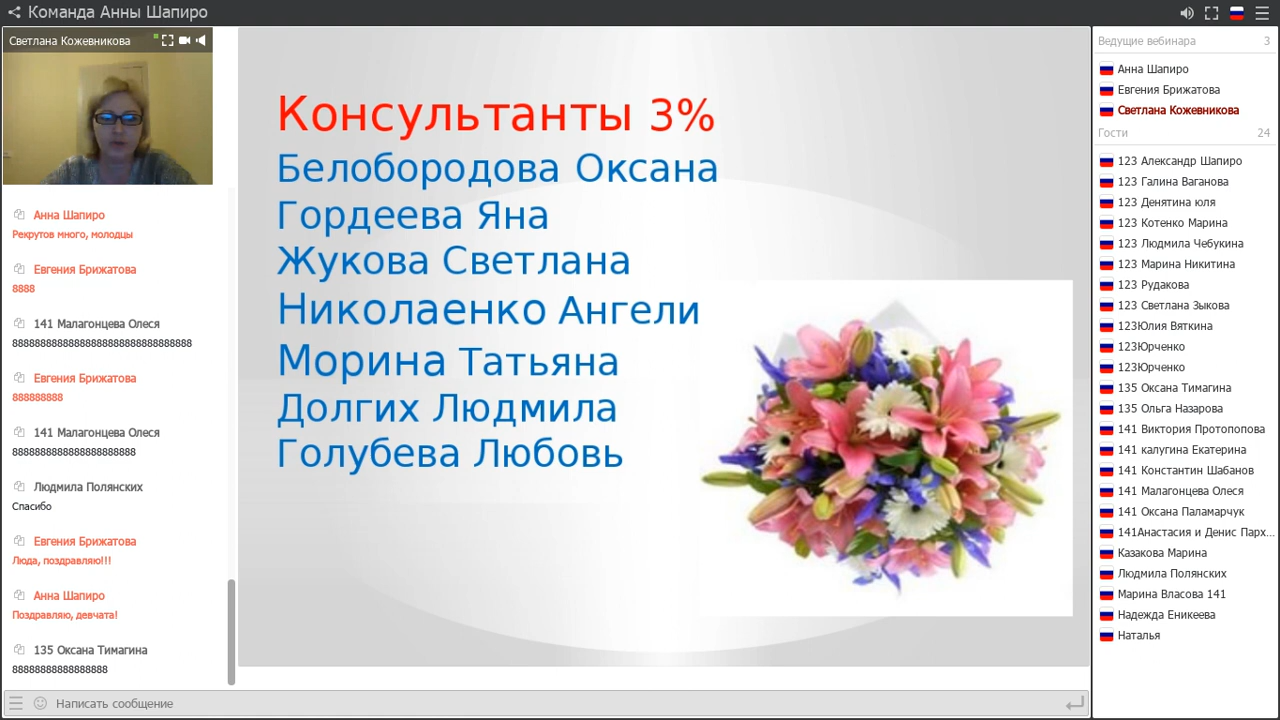 Команда Анны Шапиро
Светлана Кожевникова
Анна Шапиро
Рекрутов много, молодцы
Евгения Брижатова
8888
141 Малагонцева Олеся
88888888888888888888888888888888
Евгения Брижатова
888888888
141 Малагонцева Олеся
8888888888888888888888
Людмила Полянских
Спасибо
Евгения Брижатова
Люда, поздравляю!!!
Анна Шапиро
Поздравляю, девчата!
135 Оксана Тимагина
88888888888888888
Написать сообщение
Консультанты 3%
Белобородова Оксана
Гордеева Яна
Жукова Светлана
Николаенко Ангели
Морина Татьяна
Долгих Людмила
Голубева Любовь
Ведущие вебинара 3
Анна Шапиро
Евгения Брижатова
Светлана Кожевникова
Гости 24
123 Александр Шапиро
123 Галина Ваганова
123 Денятина юля
123 Котенко Марина
123 Людмила Чебукина
123 Марина Никитина
123 Рудакова
123 Светлана Зыкова
123Юлия Вяткина
123Юрченко
123Юрченко
135 Оксана Тимагина
135 Ольга Назарова
141 Виктория Протопопова
141 калугина Екатерина
141 Константин Шабанов
141 Малагонцева Олеся
141 Оксана Паламарчук
141Анастасия и Денис Парх...
Казакова Марина
Людмила Полянских
Марина Власова 141
Надежда Еникеева
Наталья